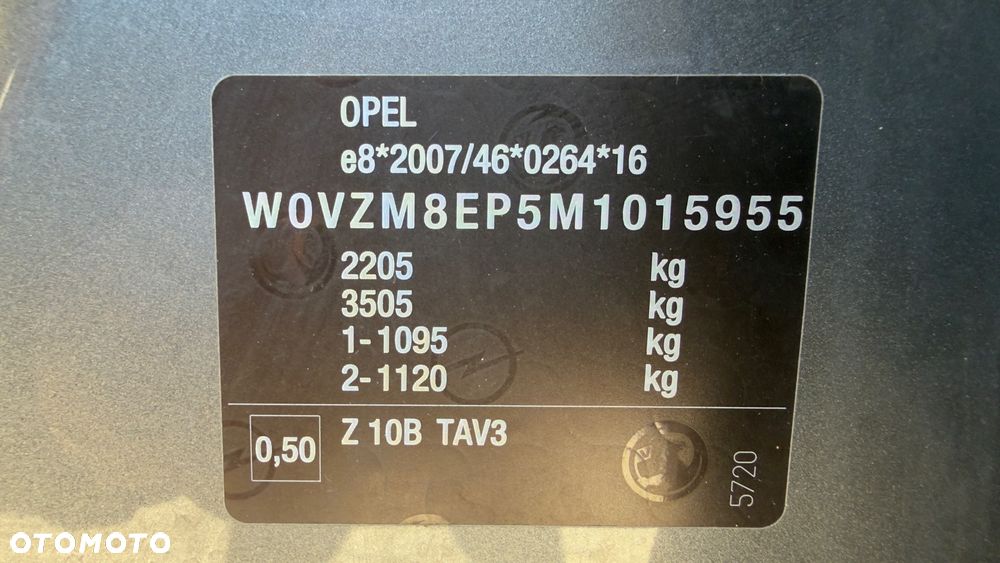 OPEL
e8*2007/46*0264*16
W0VZM8EP5M1015955
2205 kg
3505 kg
1-1095 kg
2-1120 kg
0,50 Z 10B TAV3
5720
OTOMOTO